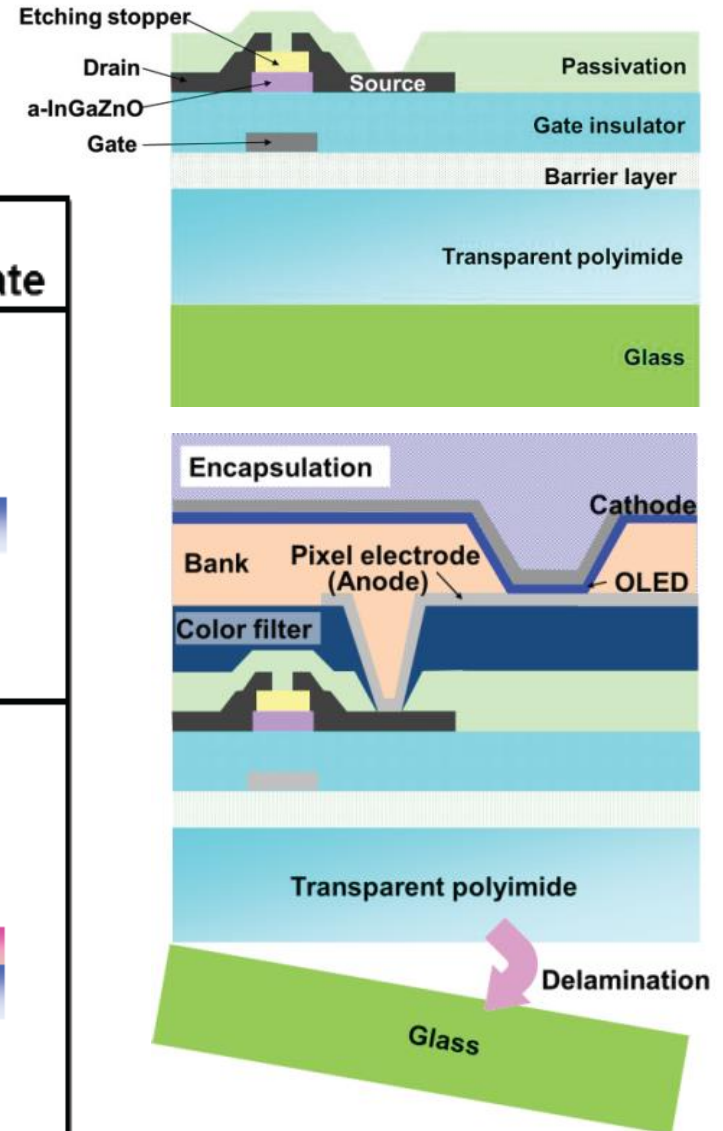 Etching stopper
Drain
a-InGaZnO
Gate
Source
Passivation
Gate insulator
Barrier layer
Transparent polyimide
Glass
Encapsulation
Cathode
Bank
Pixel electrode
(Anode)
OLED
Color filter
Transparent polyimide
Delamination
Glass